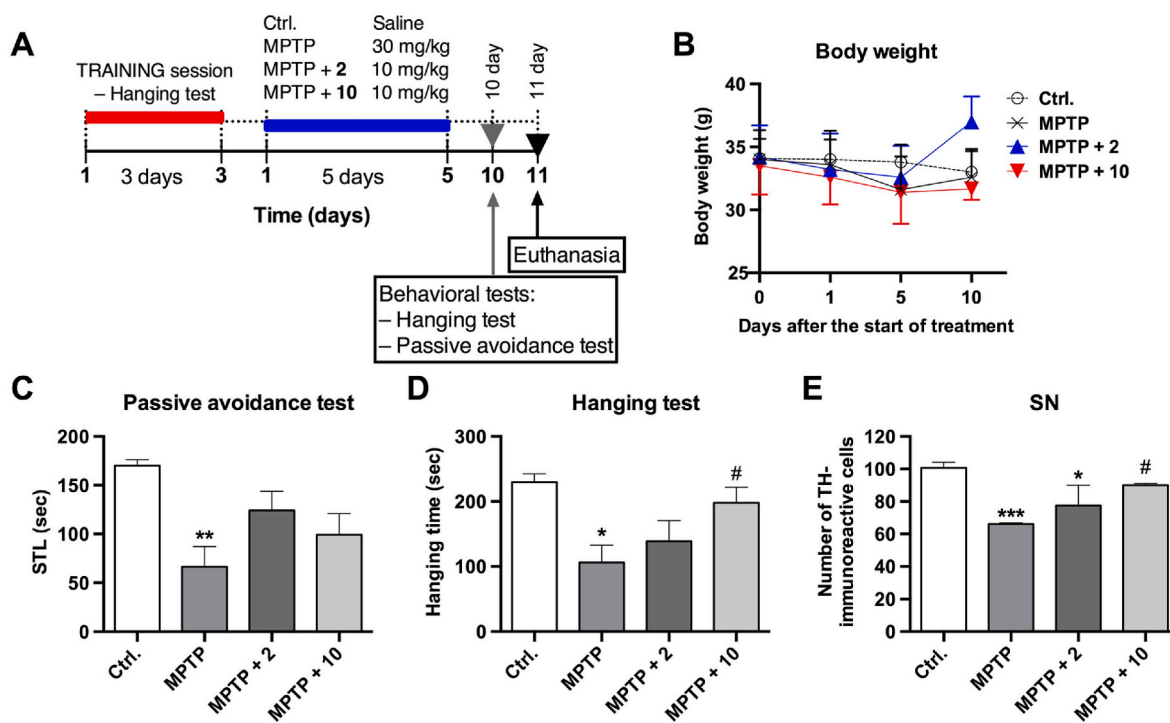 A
Ctrl. Saline
MPTP 30 mg/kg
MPTP + 2 10 mg/kg
MPTP + 10 10 mg/kg
TRAINING session
– Hanging test
10 day
11 day
1 3 days 3 1 5 days 5 10 11
Time (days)
Euthanasia
Behavioral tests:
– Hanging test
– Passive avoidance test
B
Body weight
Body weight (g)
40
35
30
25
0 1 5 10
Days after the start of treatment
Ctrl.
MPTP
MPTP + 2
MPTP + 10
C
Passive avoidance test
STL (sec)
200
150
100
50
0
**
Ctrl.
MPTP
MPTP + 2
MPTP + 10
D
Hanging test
Hanging time (sec)
300
200
100
0
*
#
Ctrl.
MPTP
MPTP + 2
MPTP + 10
E
SN
Number of TH-
immunoreactive cells
120
100
80
60
40
20
0
***
*
#
Ctrl.
MPTP
MPTP + 2
MPTP + 10